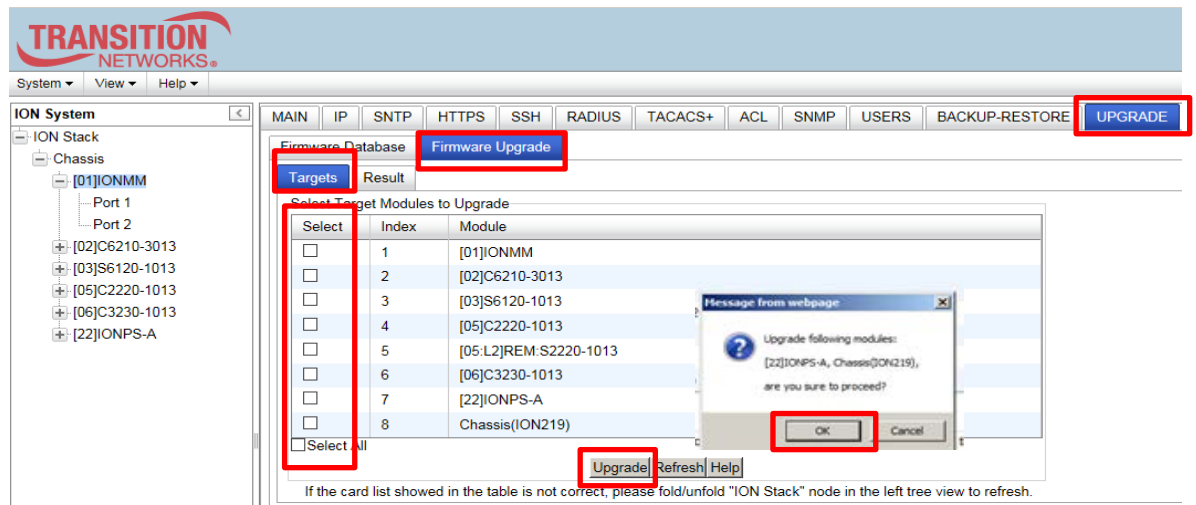 TRANSITION
NETWORKS®
System View Help
ION System
ION Stack
Chassis
[01]IONMM
Port 1
Port 2
[02]C6210-3013
[03]S6120-1013
[05]C2220-1013
[06]C3230-1013
[22]IONPS-A
MAIN IP SNTP HTTPS SSH RADIUS TACACS+ ACL SNMP USERS BACKUP-RESTORE UPGRADE
Firmware Database Firmware Upgrade
Targets Result
Select Target Modules to Upgrade
Select Index Module
1 [01]IONMM
2 [02]C6210-3013
3 [03]S6120-1013
4 [05]C2220-1013
5 [05:L2]REM:S2220-1013
6 [06]C3230-1013
7 [22]IONPS-A
8 Chassis(ION219)
Select All
Message from webpage
Upgrade following modules:
[22]IONPS-A, Chassis(ION219),
are you sure to proceed?
OK Cancel
Upgrade Refresh Help
If the card list showed in the table is not correct, please fold/unfold "ION Stack" node in the left tree view to refresh.